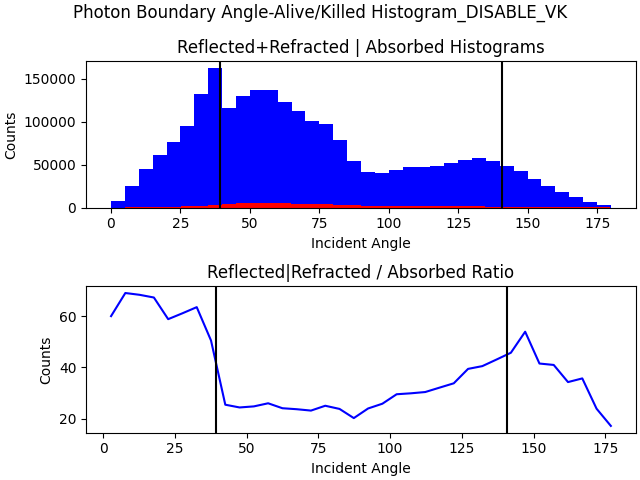 Photon Boundary Angle-Alive/Killed Histogram_DISABLE_VK
Reflected+Refracted | Absorbed Histograms
150000
100000
50000
0
Counts
0 25 50 75 100 125 150 175
Incident Angle
Reflected|Refracted / Absorbed Ratio
60
40
20
Counts
0 25 50 75 100 125 150 175
Incident Angle